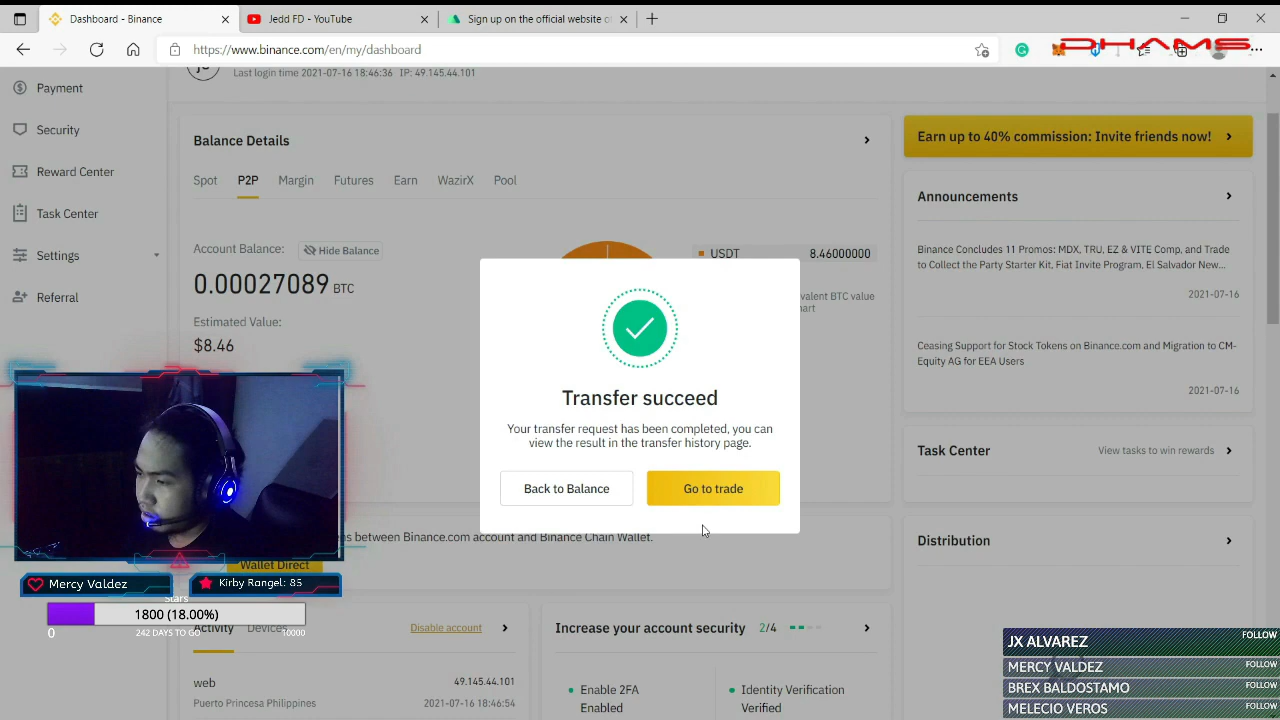 Dashboard - Binance
Jedd FD - YouTube
Sign up on the official website o
https://www.binance.com/en/my/dashboard
DHAMS
Last login time 2021-07-16 18:46:36 IP: 49.145.44.101
Payment
Security
Reward Center
Task Center
Settings
Referral
Balance Details
Spot P2P Margin Futures Earn WazirX Pool
Account Balance: Hide Balance
0.00027089 BTC
Estimated Value:
$8.46
USDT 8.46000000
valent BTC value
hart
Transfer succeed
Your transfer request has been completed, you can
view the result in the transfer history page.
Back to Balance Go to trade
ns between Binance.com account and Binance Chain Wallet.
Wallet Direct
Earn up to 40% commission: Invite friends now!
Announcements
Binance Concludes 11 Promos: MDX, TRU, EZ & VITE Comp, and Trade
to Collect the Party Starter Kit, Fiat Invite Program, El Salvador New...
2021-07-16
Ceasing Support for Stock Tokens on Binance.com and Migration to CM-
Equity AG for EEA Users
2021-07-16
Task Center View tasks to win rewards
Distribution
Mercy Valdez Kirby Rangel: 85
Stars
1800 (18.00%)
0 242 DAYS TO GO 10000
Activity Devices Disable account
web 49.145.44.101
Puerto Princesa Philippines 2021-07-16 18:46:54
Increase your account security 2/4
Enable 2FA
Enabled
Identity Verification
Verified
JX ALVAREZ FOLLOW
MERCY VALDEZ FOLLOW
BREX BALDOSTAMO FOLLOW
MELECIO VEROS FOLLOW